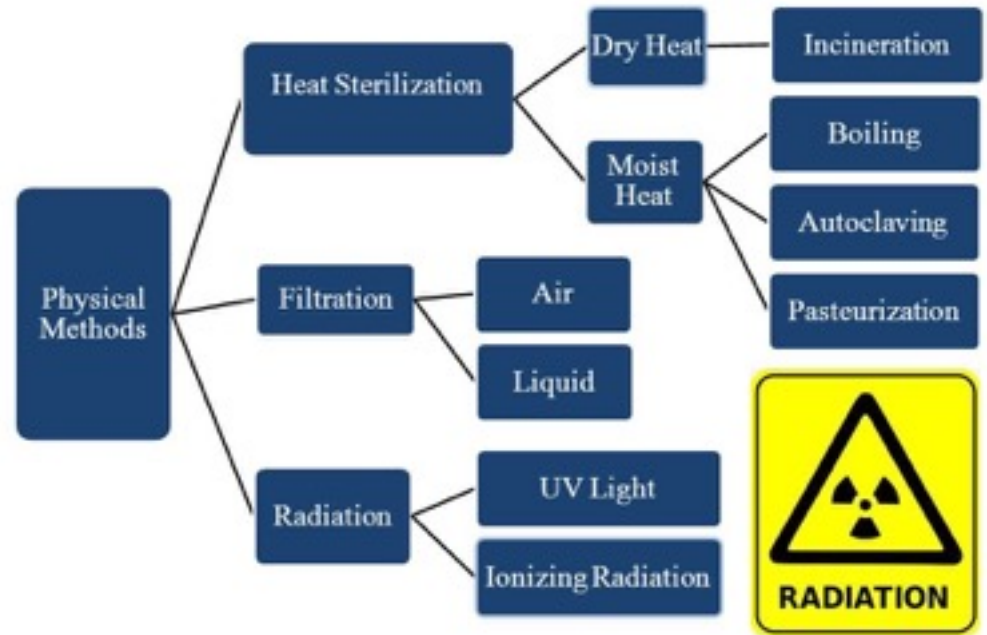 Physical
Methods
Heat Sterilization
Dry Heat
Incineration
Moist
Heat
Boiling
Autoclaving
Pasteurization
Filtration
Air
Liquid
Radiation
UV Light
Ionizing Radiation
RADIATION